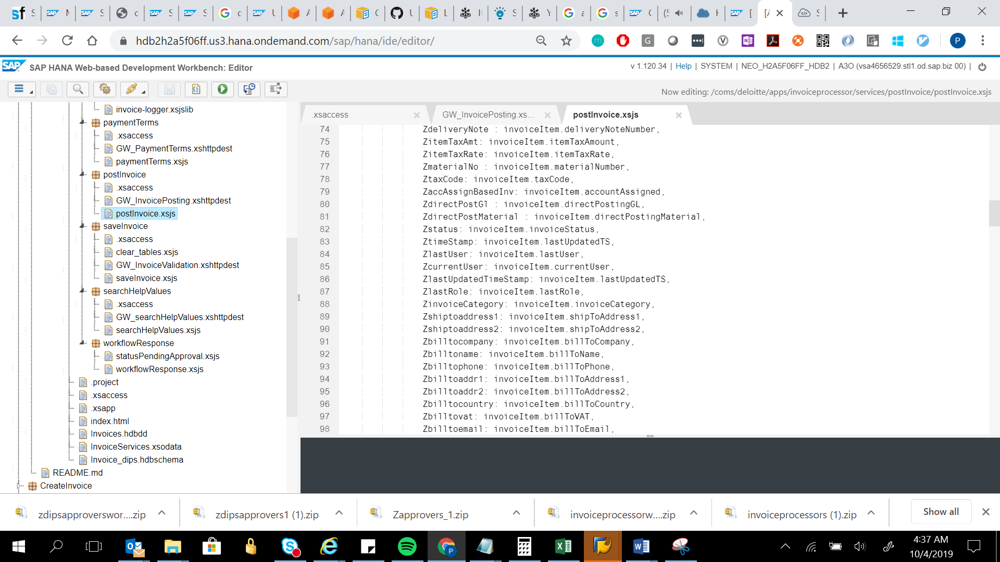 hdb2h2a5f06ff.us3.hana.ondemand.com/sap/hana/ide/editor/
P
SAP SAP HANA Web-based Development Workbench: Editor
v 1.120.34 | Help | SYSTEM | NEO_H2A5F06FF_HDB2 | A3O (vsa4656529.stl1.od.sap.biz 00) |
Now editing: /coms/deloitte/apps/invoiceprocessor/services/postInvoice/postInvoice.xsjs
invoice-logger.xsjslib
paymentTerms
.xsaccess
GW_PaymentTerms.xshttpdest
paymentTerms.xsjs
postInvoice
.xsaccess
GW_InvoicePosting.xshttpdest
postInvoice.xsjs
saveInvoice
.xsaccess
clear_tables.xsjs
GW_InvoiceValidation.xshttpdest
saveInvoice.xsjs
searchHelpValues
.xsaccess
GW_searchHelpValues.xshttpdest
searchHelpValues.xsjs
workflowResponse
statusPendingApproval.xsjs
workflowResponse.xsjs
.project
.xsaccess
.xsapp
index.html
Invoices.hdbdd
InvoiceServices.xsodata
Invoice_dips.hdbschema
README.md
CreateInvoice
.xsaccess
GW_InvoicePosting.xs...
postInvoice.xsjs
74 ZdeliveryNote : invoiceItem.deliveryNoteNumber,
75 ZitemTaxAmt: invoiceItem.itemTaxAmount,
76 ZitemTaxRate: invoiceItem.itemTaxRate,
77 ZmaterialNo : invoiceItem.materialNumber,
78 ZtaxCode: invoiceItem.taxCode,
79 ZaccAssignBasedInv: invoiceItem.accountAssigned,
80 ZdirectPostGl : invoiceItem.directPostingGL,
81 ZdirectPostMaterial : invoiceItem.directPostingMaterial,
82 Zstatus: invoiceItem.invoiceStatus,
83 ZtimeStamp: invoiceItem.lastUpdatedTS,
84 ZlastUser: invoiceItem.lastUser,
85 ZcurrentUser: invoiceItem.currentUser,
86 ZlastUpdatedTimeStamp: invoiceItem.lastUpdatedTS,
87 ZlastRole: invoiceItem.lastRole,
88 ZinvoiceCategory: invoiceItem.invoiceCategory,
89 Zshiptoaddress1: invoiceItem.shipToAddress1,
90 Zshiptoaddress2: invoiceItem.shipToAddress2,
91 Zbilltocompany: invoiceItem.billToCompany,
92 Zbilltoname: invoiceItem.billToName,
93 Zbilltophone: invoiceItem.billToPhone,
94 Zbilltoaddr1: invoiceItem.billToAddress1,
95 Zbilltoaddr2: invoiceItem.billToAddress2,
96 Zbilltocountry: invoiceItem.billToCountry,
97 Zbilltovat: invoiceItem.billToVAT,
98 Zbilltoemail: invoiceItem.billToEmail,
zdipsapproverswor....zip
zdipsapprovers1 (1).zip
Zapprovers_1.zip
invoiceprocessorw....zip
invoiceprocessors (1).zip
Show all
4:37 AM
10/4/2019